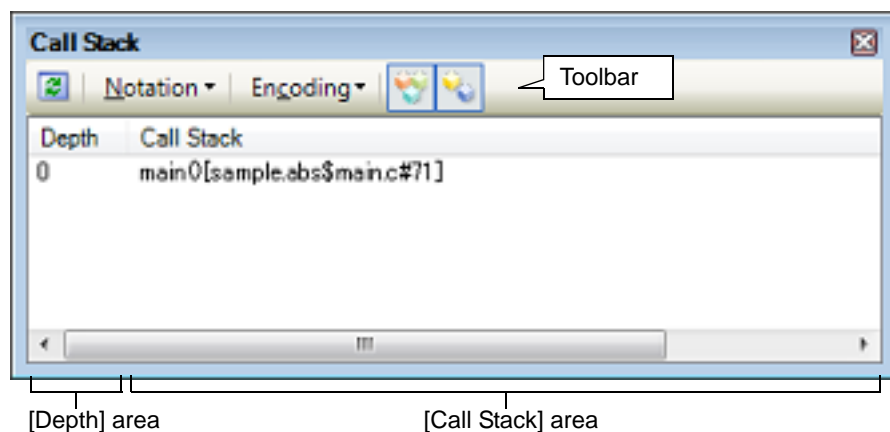 Call Stack
Notation Encoding Toolbar
Depth Call Stack
0 main()[sample.abs$main.c#71]
[Depth] area [Call Stack] area